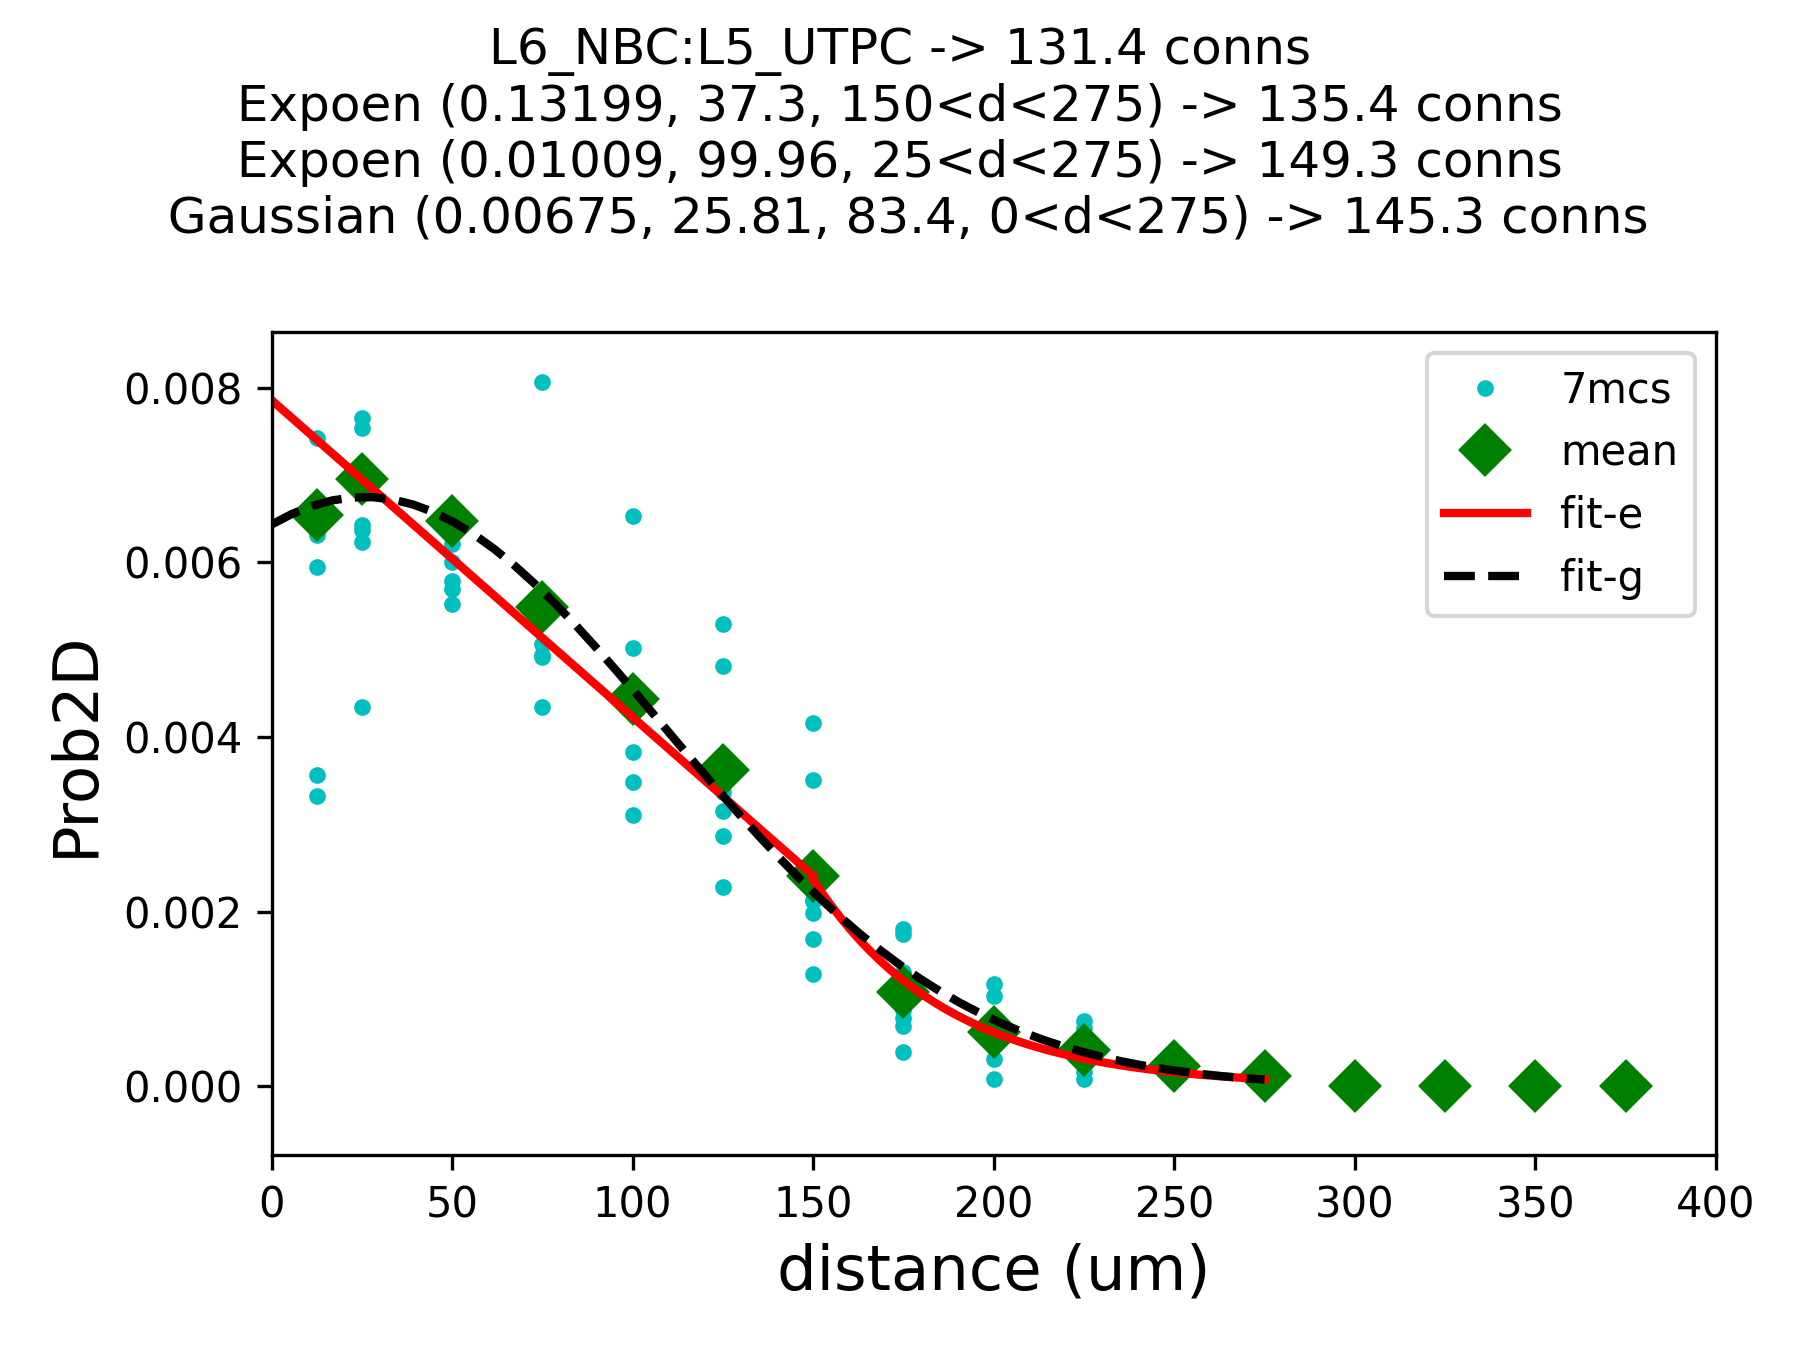 L6_NBC:L5_UTPC -> 131.4 conns
Expoen (0.13199, 37.3, 150<d<275) -> 135.4 conns
Expoen (0.01009, 99.96, 25<d<275) -> 149.3 conns
Gaussian (0.00675, 25.81, 83.4, 0<d<275) -> 145.3 conns
7mcs
mean
fit-e
fit-g
Prob2D
0.008
0.006
0.004
0.002
0.000
0 50 100 150 200 250 300 350 400
distance (um)